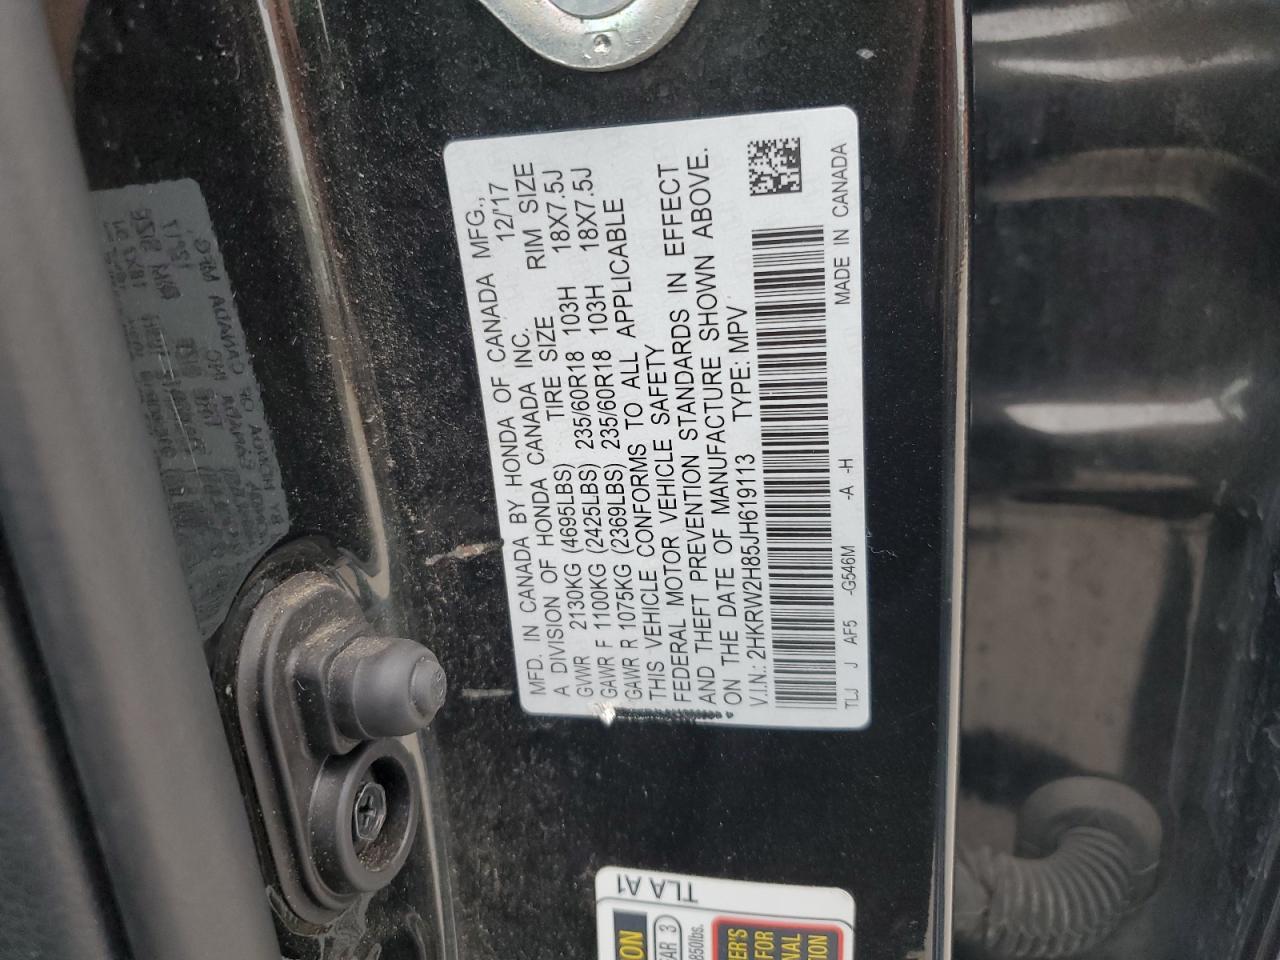 MFD. IN CANADA BY HONDA OF CANADA MFG.,
A DIVISION OF HONDA CANADA INC. 12/'17
TIRE SIZE RIM SIZE
GVWR 2130KG (4695LBS)
GAWR F 1100KG (2425LBS) 235/60R18 103H 18X7.5J
GAWR R 1075KG (2369LBS) 235/60R18 103H 18X7.5J
THIS VEHICLE CONFORMS TO ALL APPLICABLE
FEDERAL MOTOR VEHICLE SAFETY
AND THEFT PREVENTION STANDARDS IN EFFECT
ON THE DATE OF MANUFACTURE SHOWN ABOVE.
V.I.N.: 2HKRW2H85JH619113 TYPE: MPV
TLJ J AF5 -G546M -A -H MADE IN CANADA
TLA A1
AR 3
850lbs.